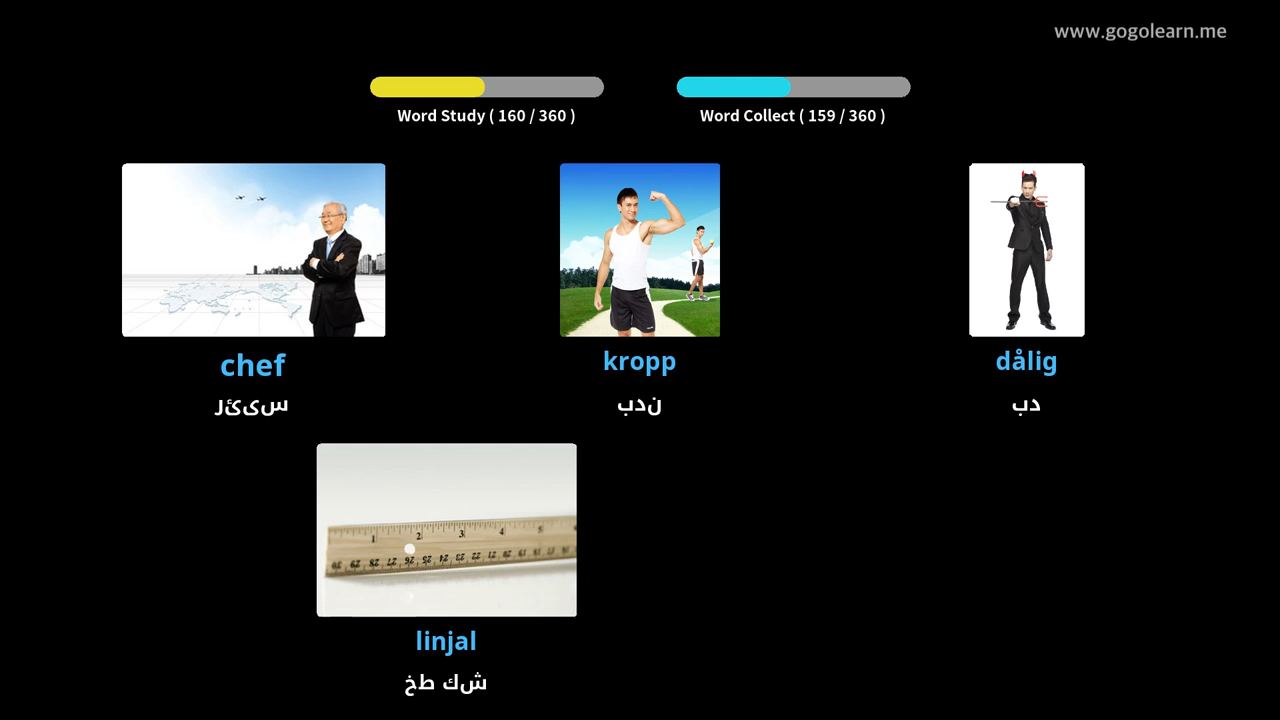 www.gogolearn.me
Word Study ( 160 / 360 )
Word Collect ( 159 / 360 )
chef
سیئر
kropp
ندب
dålig
دب
linjal
شك طخ